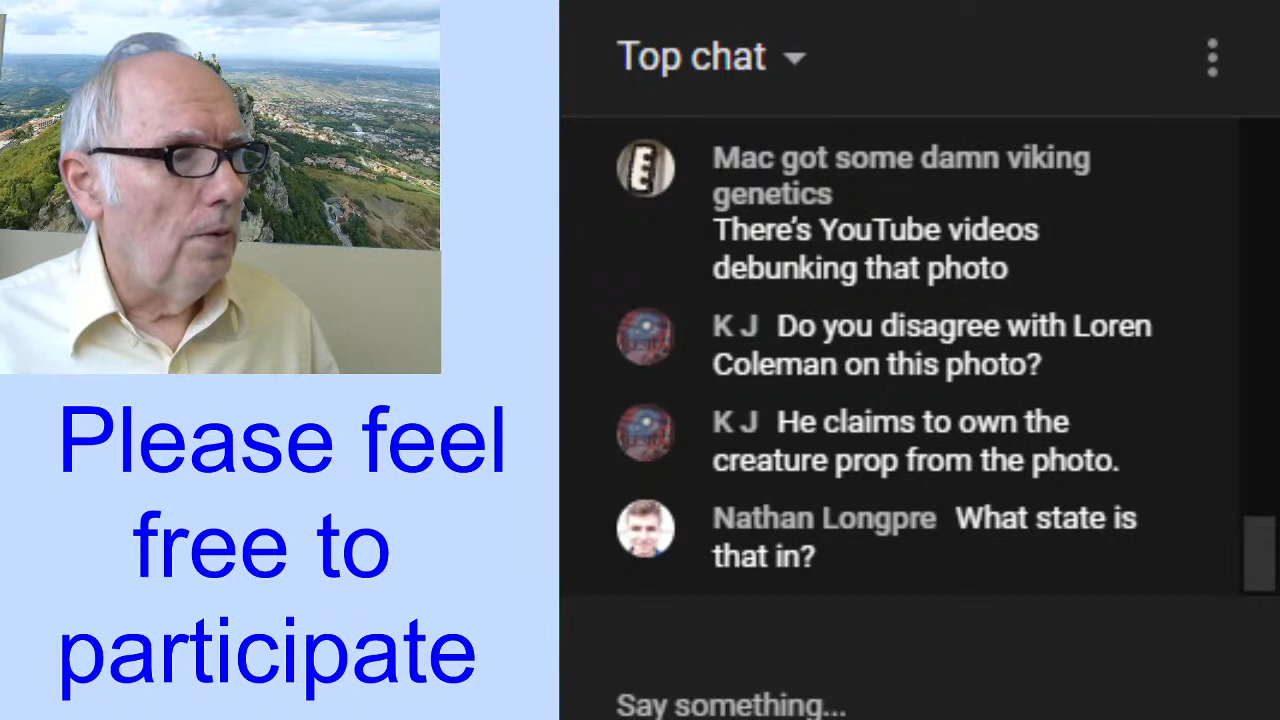 Please feel
free to
participate
Top chat
Mac got some damn viking
genetics
There's YouTube videos
debunking that photo
K J Do you disagree with Loren
Coleman on this photo?
K J He claims to own the
creature prop from the photo.
Nathan Longpre What state is
that in?
Say something...